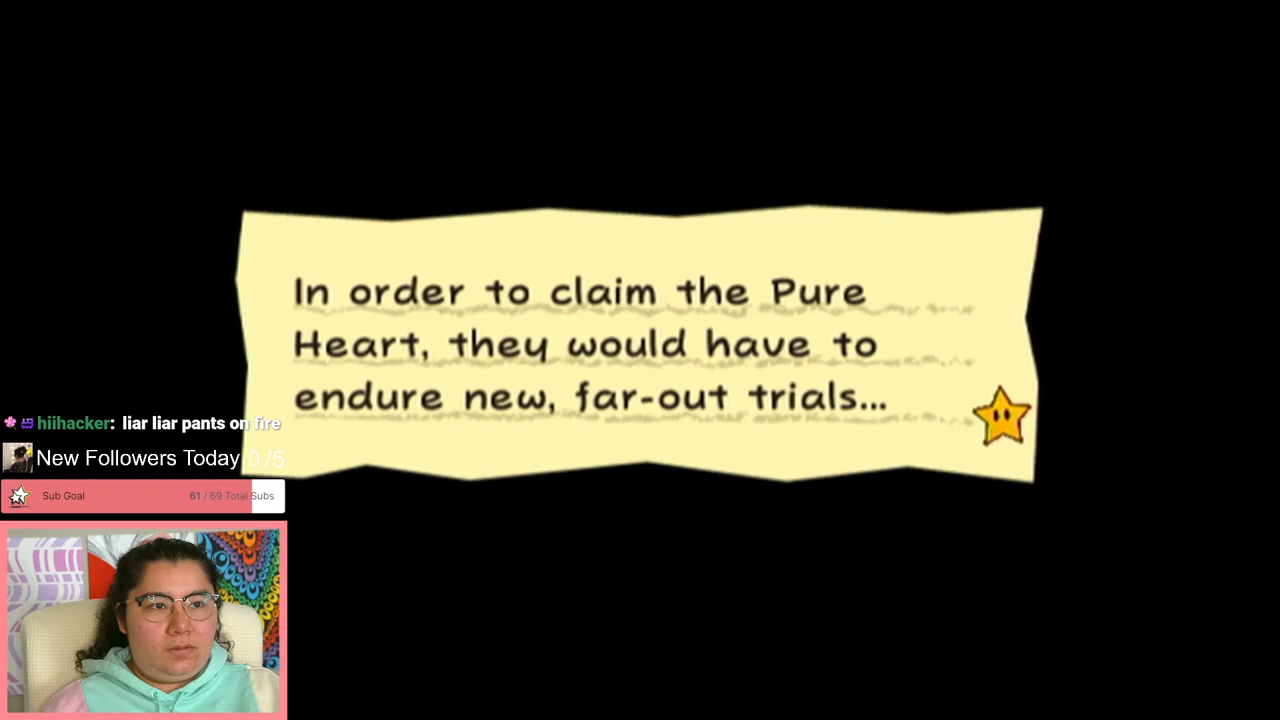 In order to claim the Pure
Heart, they would have to
endure new, far-out trials...
hiihacker: liar liar pants on fire
New Followers Today 0/5
Sub Goal 61 / 69 Total Subs